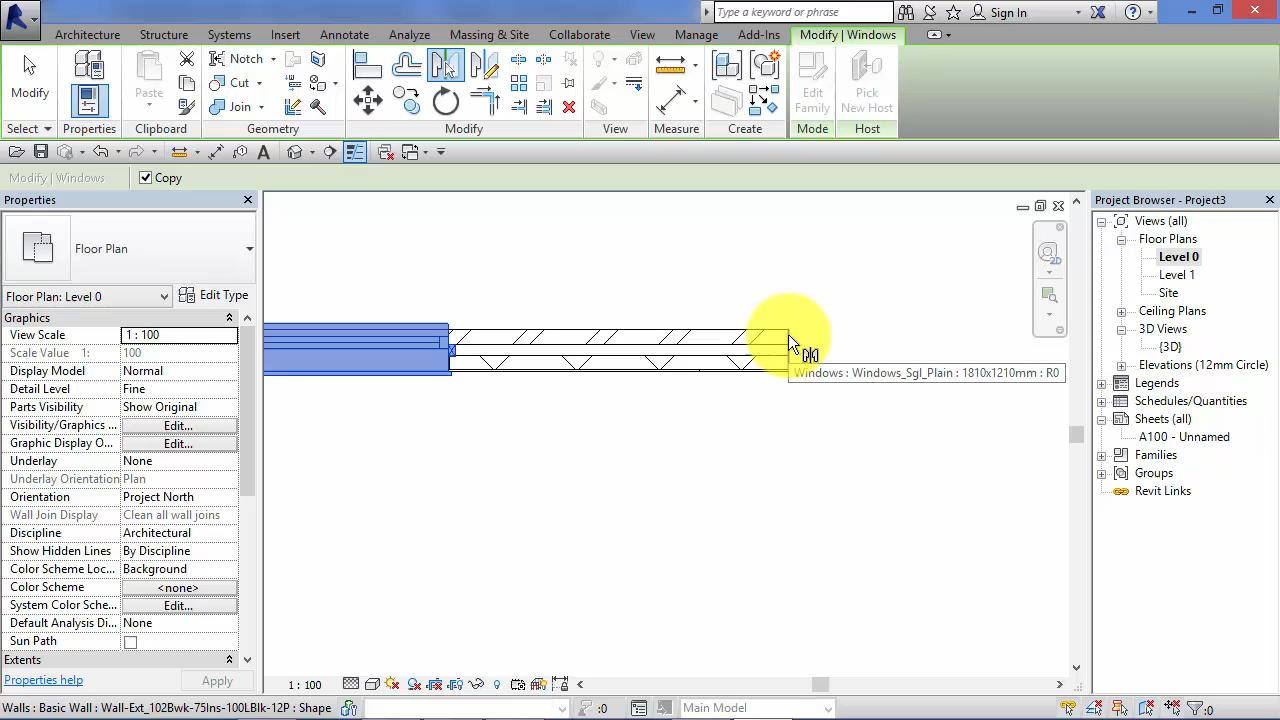 Type a keyword or phrase
Sign In
Architecture Structure Systems Insert Annotate Analyze Massing & Site Collaborate View Manage Add-Ins Modify | Windows
Modify
Paste
Notch
Cut
Join
Edit Family
Pick New Host
Select Properties Clipboard Geometry Modify View Measure Create Mode Host
Modify | Windows
Copy
Properties
Floor Plan
Floor Plan: Level 0
Edit Type
Graphics
View Scale 1 : 100
Scale Value 1: 100
Display Model Normal
Detail Level Fine
Parts Visibility Show Original
Visibility/Graphics ... Edit...
Graphic Display O... Edit...
Underlay None
Underlay Orientation Plan
Orientation Project North
Wall Join Display Clean all wall joins
Discipline Architectural
Show Hidden Lines By Discipline
Color Scheme Loc... Background
Color Scheme <none>
System Color Sche... Edit...
Default Analysis Di... None
Sun Path
Extents
Properties help
Apply
2D
Windows : Windows_Sgl_Plain : 1810x1210mm : R0
Project Browser - Project3
Views (all)
Floor Plans
Level 0
Level 1
Site
Ceiling Plans
3D Views
{3D}
Elevations (12mm Circle)
Legends
Schedules/Quantities
Sheets (all)
A100 - Unnamed
Families
Groups
Revit Links
1 : 100
Walls : Basic Wall : Wall-Ext_102Bwk-75Ins-100LBlk-12P : Shape
:0
Main Model
:0